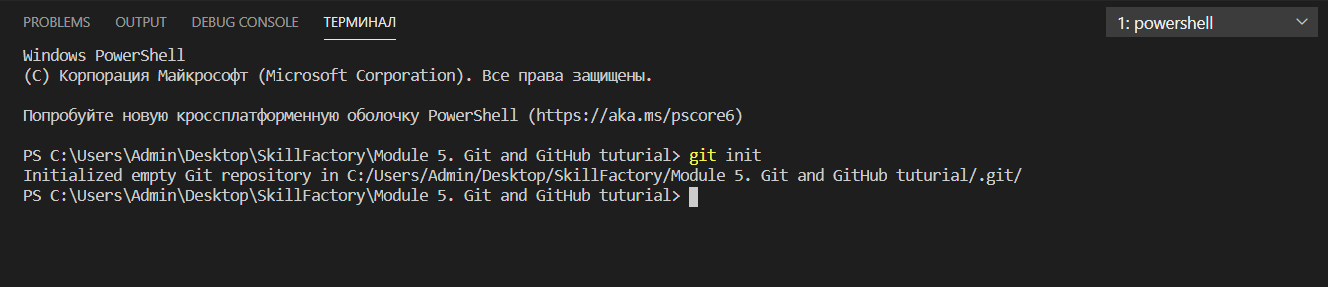 PROBLEMS OUTPUT DEBUG CONSOLE ТЕРМИНАЛ 1: powershell
Windows PowerShell
(C) Корпорация Майкрософт (Microsoft Corporation). Все права защищены.
Попробуйте новую кроссплатформенную оболочку PowerShell (https://aka.ms/pscore6)
PS C:\Users\Admin\Desktop\SkillFactory\Module 5. Git and GitHub tuturial> git init
Initialized empty Git repository in C:/Users/Admin/Desktop/SkillFactory/Module 5. Git and GitHub tuturial/.git/
PS C:\Users\Admin\Desktop\SkillFactory\Module 5. Git and GitHub tuturial>